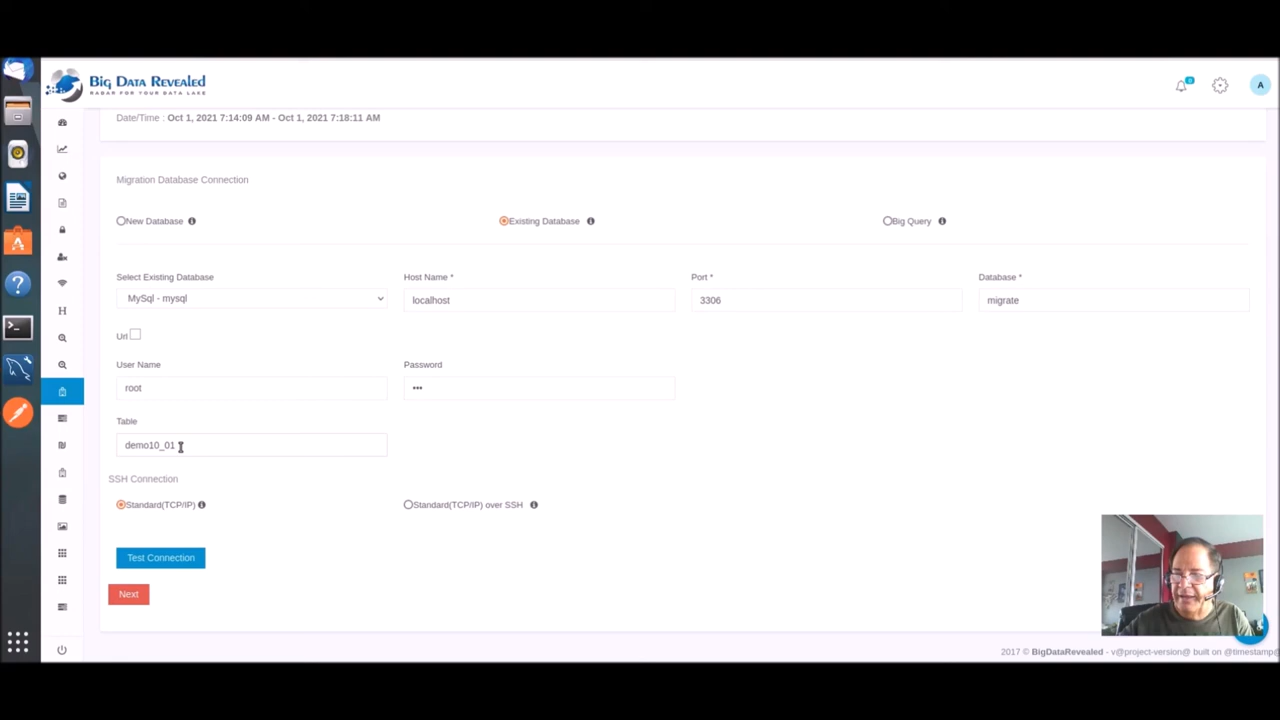 BIG DATA REVEALED
RADAR FOR YOUR DATA LAKE
0
A
Date/Time : Oct 1, 2021 7:14:09 AM - Oct 1, 2021 7:18:11 AM
Migration Database Connection
New Database Existing Database Big Query
Select Existing Database Host Name * Port * Database *
MySql - mysql localhost 3306 migrate
Url
User Name Password
root •••
Table
demo10_01
SSH Connection
Standard(TCP/IP) Standard(TCP/IP) over SSH
Test Connection
Next
2017 © BigDataRevealed - v@project-version@ built on @timestamp@